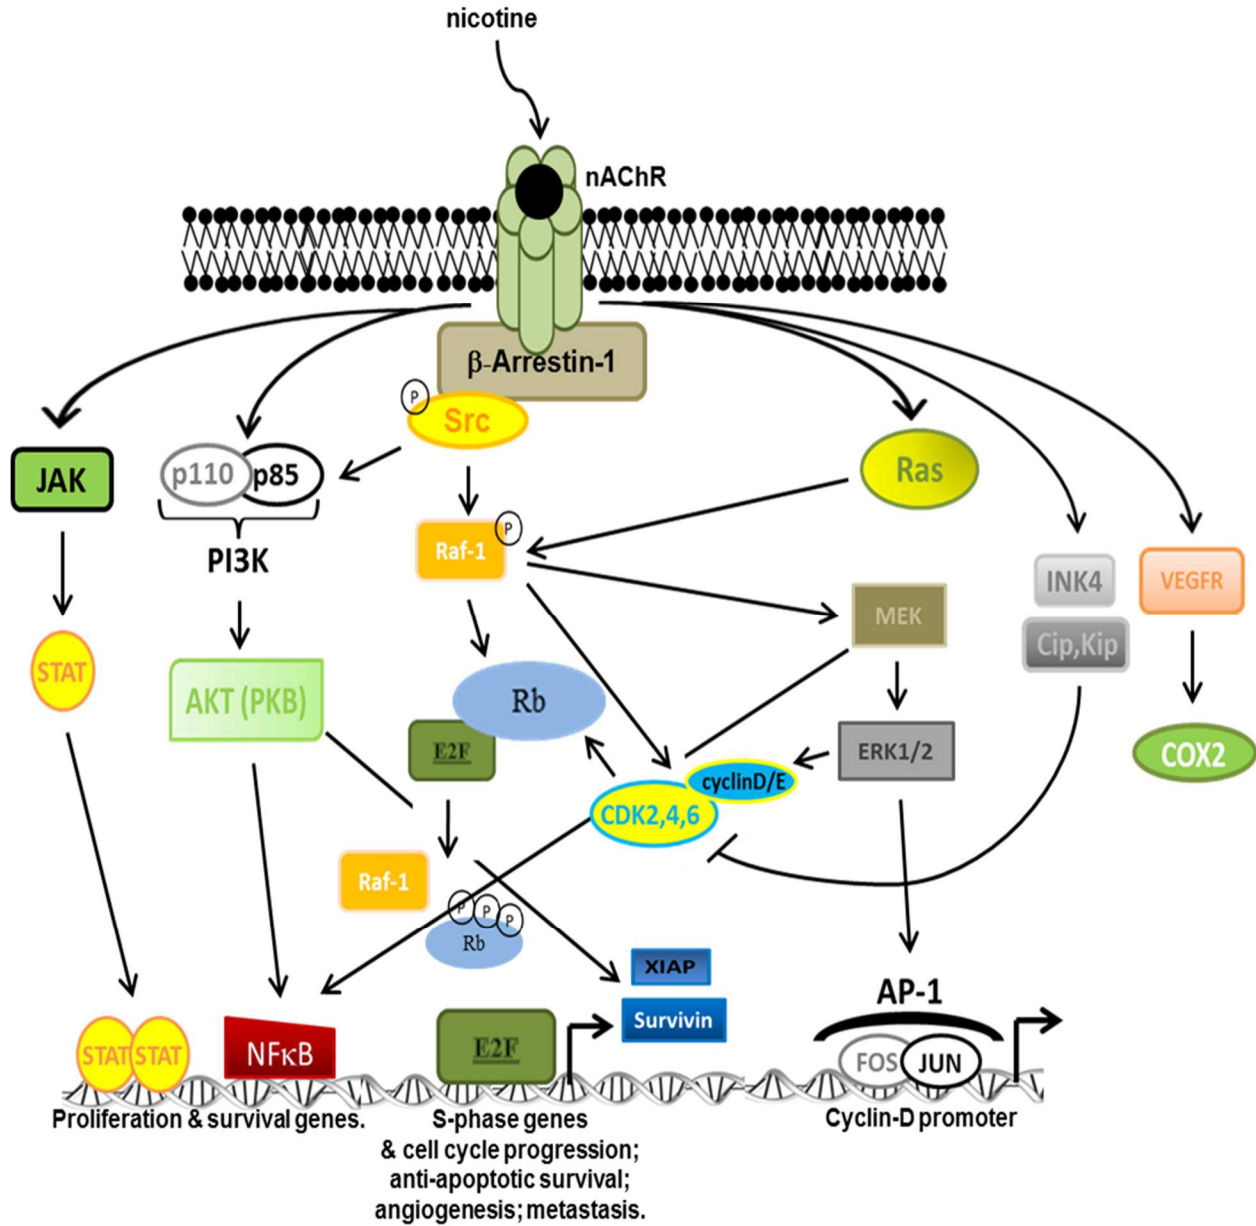 nicotine
nAChR
β-Arrestin-1
P
Src
JAK
p110
p85
Ras
P
Raf-1
PI3K
INK4
VEGFR
MEK
Cip,Kip
STAT
AKT (PKB)
Rb
E2F
ERK1/2
COX2
cyclinD/E
CDK2,4,6
Raf-1
P
P
P
Rb
XIAP
AP-1
Survivin
STAT
STAT
NFκB
E2F
FOS
JUN
Proliferation & survival genes.
S-phase genes
& cell cycle progression;
anti-apoptotic survival;
angiogenesis; metastasis.
Cyclin-D promoter